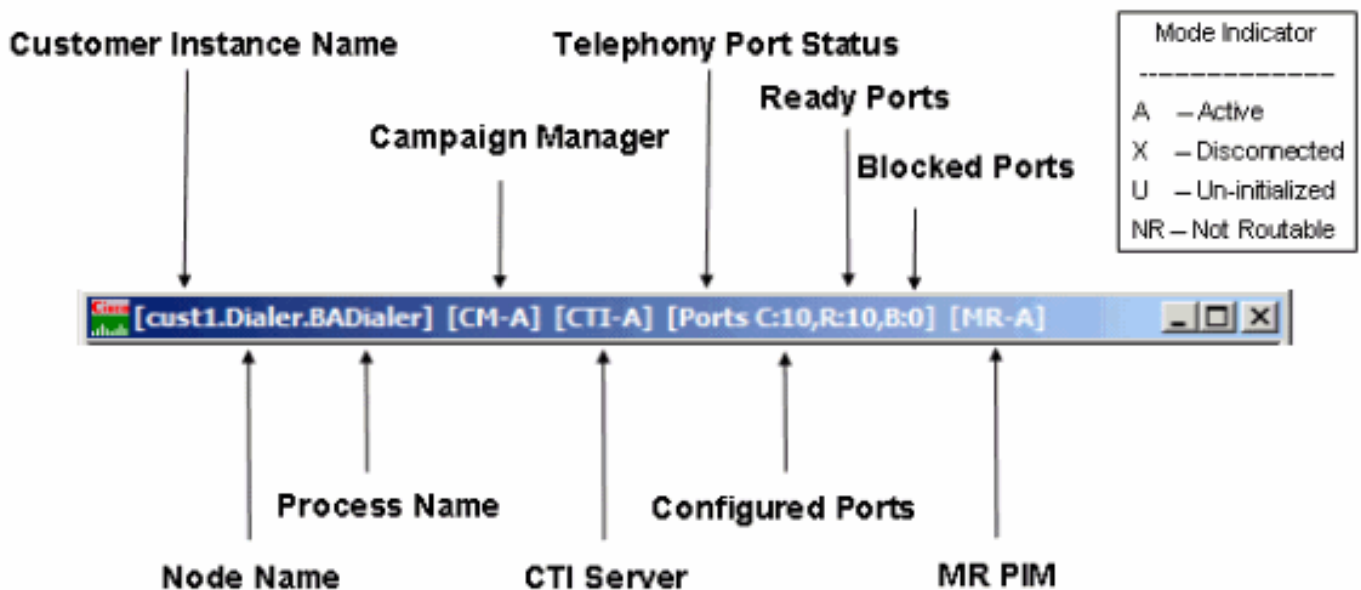 Customer Instance Name
Telephony Port Status
Ready Ports
Campaign Manager
Blocked Ports
Mode Indicator
-------------
A – Active
X – Disconnected
U – Un-initialized
NR – Not Routable
Cisco
[cust1.Dialer.BADialer] [CM-A] [CTI-A] [Ports C:10,R:10,B:0] [MR-A]
Process Name
Configured Ports
Node Name
CTI Server
MR PIM